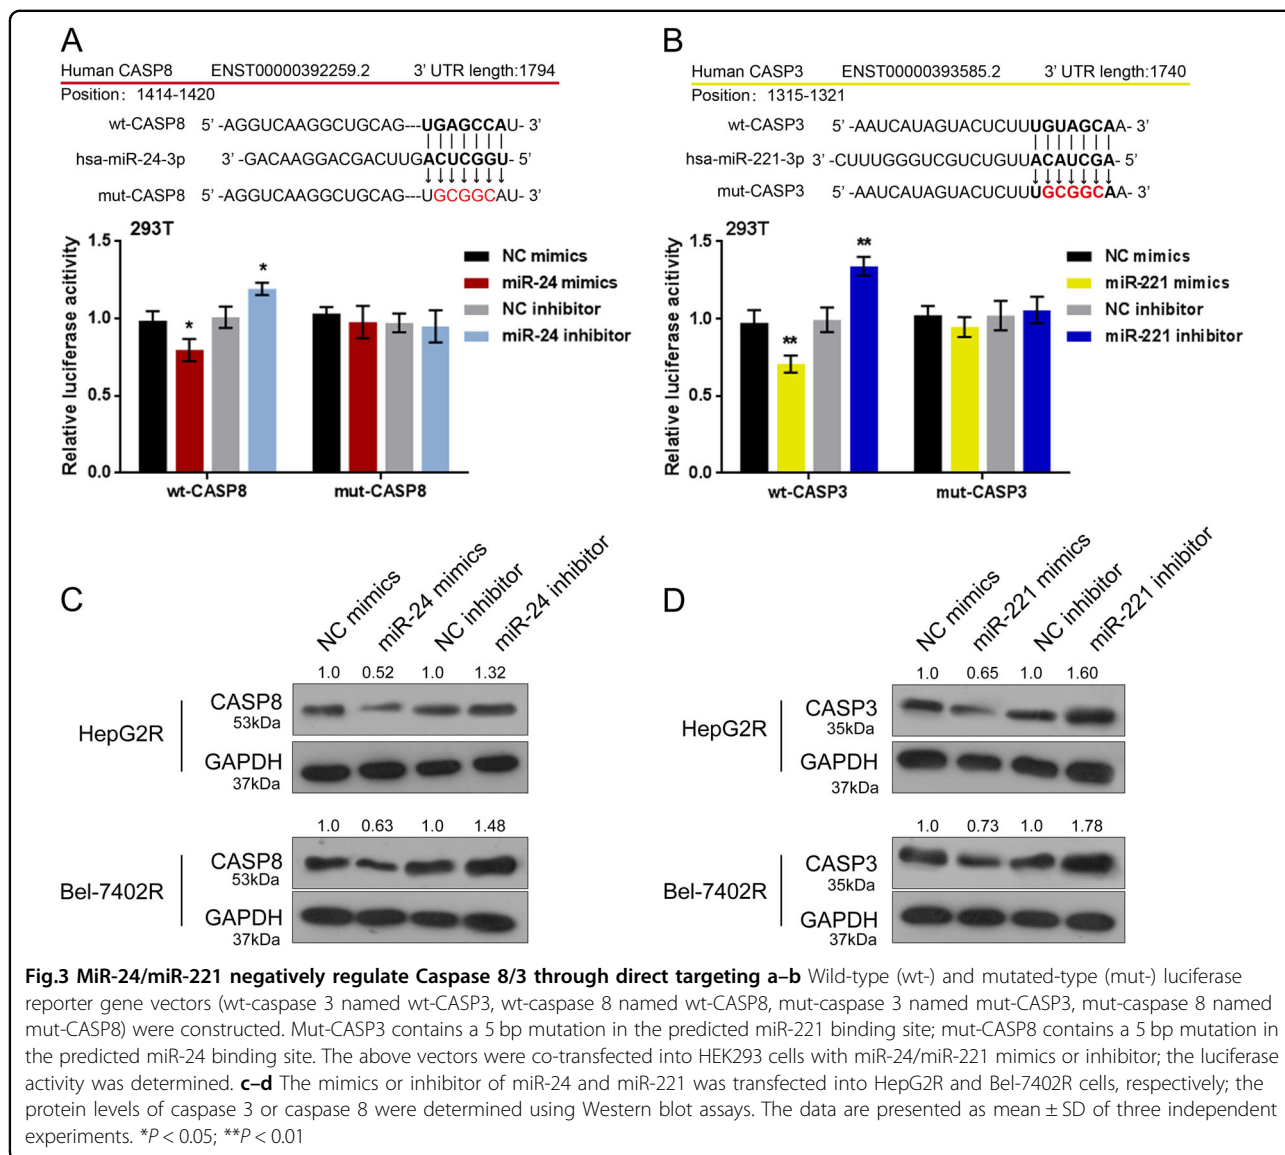 A
Human CASP8 ENST00000392259.2 3' UTR length:1794
Position: 1414-1420
wt-CASP8 5' -AGGUCAAGGCUGCAG---UGAGCCAU- 3'
hsa-miR-24-3p 3' -GACAAGGACGACUUGACUCGGU- 5'
mut-CASP8 5' -AGGUCAAGGCUGCAG---UGCGGCAU- 3'
293T
Relative luciferase acitivity
1.5
1.0
0.5
0.0
*
*
wt-CASP8 mut-CASP8
NC mimics
miR-24 mimics
NC inhibitor
miR-24 inhibitor
B
Human CASP3 ENST00000393585.2 3' UTR length:1740
Position: 1315-1321
wt-CASP3 5' -AAUCAUAGUACUCUUUGUAGCAA- 3'
hsa-miR-221-3p 3' -CUUUGGGUCGUCUGUUACAUCGA- 5'
mut-CASP3 5' -AAUCAUAGUACUCUUUGCGGCAA- 3'
293T
Relative luciferase activity
1.5
1.0
0.5
0.0
**
**
wt-CASP3 mut-CASP3
NC mimics
miR-221 mimics
NC inhibitor
miR-221 inhibitor
C
NC mimics
miR-24 mimics
NC inhibitor
miR-24 inhibitor
1.0 0.52 1.0 1.32
HepG2R
CASP8
53kDa
GAPDH
37kDa
1.0 0.63 1.0 1.48
Bel-7402R
CASP8
53kDa
GAPDH
37kDa
D
NC mimics
miR-221 mimics
NC inhibitor
miR-221 inhibitor
1.0 0.65 1.0 1.60
HepG2R
CASP3
35kDa
GAPDH
37kDa
1.0 0.73 1.0 1.78
Bel-7402R
CASP3
35kDa
GAPDH
37kDa
Fig.3 MiR-24/miR-221 negatively regulate Caspase 8/3 through direct targeting a–b Wild-type (wt-) and mutated-type (mut-) luciferase
reporter gene vectors (wt-caspase 3 named wt-CASP3, wt-caspase 8 named wt-CASP8, mut-caspase 3 named mut-CASP3, mut-caspase 8 named
mut-CASP8) were constructed. Mut-CASP3 contains a 5 bp mutation in the predicted miR-221 binding site; mut-CASP8 contains a 5 bp mutation in
the predicted miR-24 binding site. The above vectors were co-transfected into HEK293 cells with miR-24/miR-221 mimics or inhibitor; the luciferase
activity was determined. c–d The mimics or inhibitor of miR-24 and miR-221 was transfected into HepG2R and Bel-7402R cells, respectively; the
protein levels of caspase 3 or caspase 8 were determined using Western blot assays. The data are presented as mean ± SD of three independent
experiments. *P < 0.05; **P < 0.01